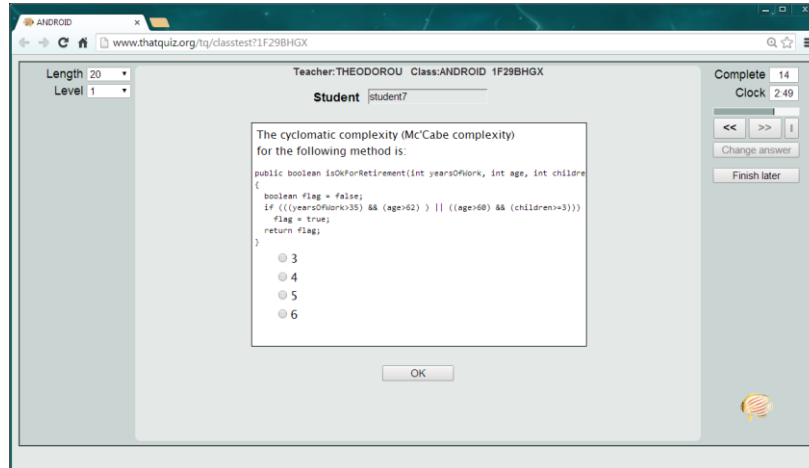 ANDROID
www.thatquiz.org/tq/classtest?1F29BHGX
Length 20
Level 1
Teacher:THEODOROU Class:ANDROID 1F29BHGX
Student student7
Complete 14
Clock 2:49
<< >>
Change answer
Finish later
The cyclomatic complexity (Mc'Cabe complexity)
for the following method is:
public boolean isOkForRetirement(int yearsOfWork, int age, int childre
{
boolean flag = false;
if (((yearsOfWork>35) && (age>62) ) || ((age>60) && (children>=3)))
flag = true;
return flag;
}
3
4
5
6
OK